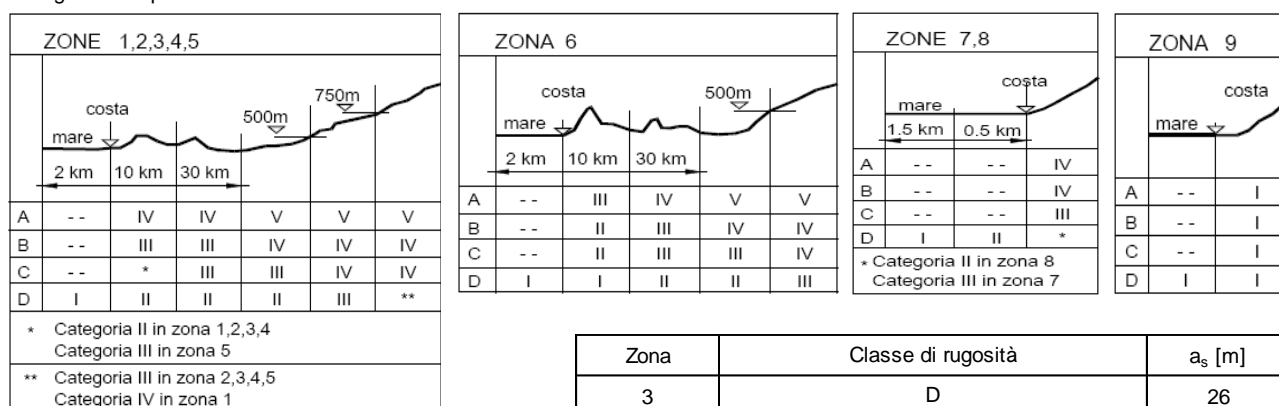 ZONE 1,2,3,4,5
costa
mare
500m
750m
2 km 10 km 30 km
A -- IV IV V V V
B -- III III IV IV IV
C -- * III III IV IV
D I II II II III **
* Categoria II in zona 1,2,3,4
Categoria III in zona 5
** Categoria III in zona 2,3,4,5
Categoria IV in zona 1
ZONA 6
costa
mare
500m
2 km 10 km 30 km
A -- III IV V V
B -- II III IV IV
C -- II III III IV
D I I II II III
ZONE 7,8
costa
mare
1.5 km 0.5 km
A -- -- IV
B -- -- IV
C -- -- III
D I II *
* Categoria II in zona 8
Categoria III in zona 7
ZONA 9
costa
mare
A -- I
B -- I
C -- I
D I I
Zona Classe di rugosità as [m]
3 D 26